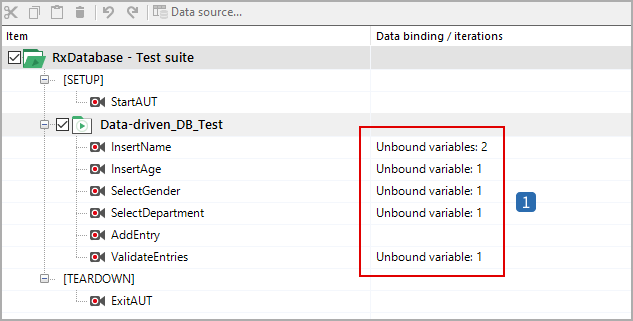 Data source...
Item Data binding / iterations
RxDatabase - Test suite
[SETUP]
StartAUT
Data-driven_DB_Test
InsertName Unbound variables: 2
InsertAge Unbound variable: 1
SelectGender Unbound variable: 1
SelectDepartment Unbound variable: 1
1
AddEntry
ValidateEntries Unbound variable: 1
[TEARDOWN]
ExitAUT